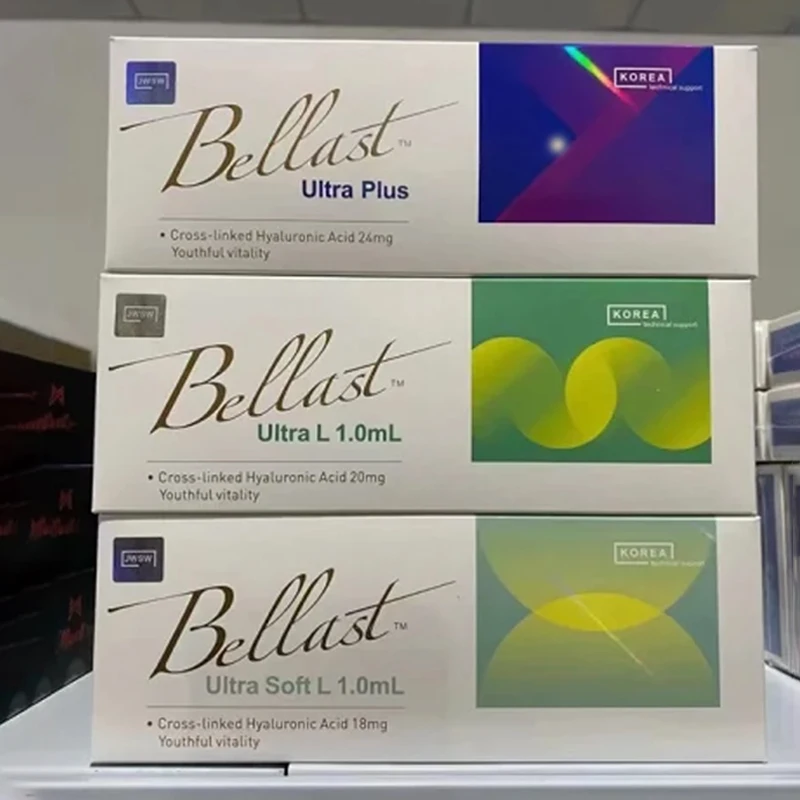 JWSW
KOREA
technical support
Bellast™
Ultra Plus
• Cross-linked Hyaluronic Acid 24mg
Youthful vitality
JWSW
KOREA
technical support
Bellast™
Ultra L 1.0mL
• Cross-linked Hyaluronic Acid 20mg
Youthful vitality
JWSW
KOREA
technical support
Bellast™
Ultra Soft L 1.0mL
• Cross-linked Hyaluronic Acid 18mg
Youthful vitality